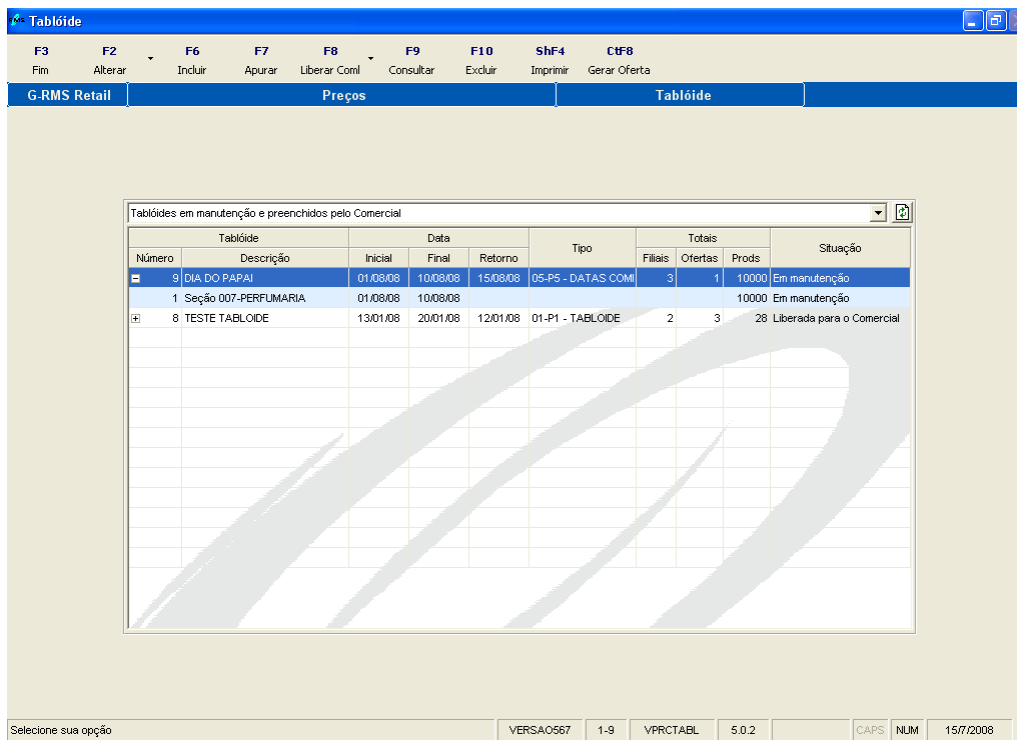 RMS Tablóide
F3 F2 F6 F7 F8 F9 F10 ShF4 CtF8
Fim Alterar Incluir Apurar Liberar Coml Consultar Excluir Imprimir Gerar Oferta
G-RMS Retail Preços Tablóide
Tablóides em manutenção e preenchidos pelo Comercial
Tablóide Data Tipo Totais Situação
Número Descrição Inicial Final Retorno Filiais Ofertas Prods
9 DIA DO PAPAI 01/08/08 10/08/08 15/08/08 05-P5 - DATAS COMI 3 1 10000 Em manutenção
1 Seção 007-PERFUMARIA 01/08/08 10/08/08 10000 Em manutenção
8 TESTE TABLOIDE 13/01/08 20/01/08 12/01/08 01-P1 - TABLOIDE 2 3 28 Liberada para o Comercial
Selecione sua opção VERSAO567 1-9 VPRCTABL 5.0.2 CAPS NUM 15/7/2008